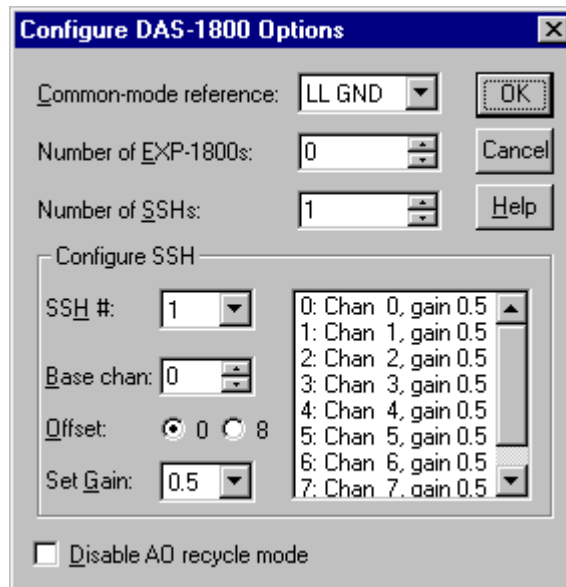 Configure DAS-1800 Options
Common-mode reference: LL GND OK
Number of EXP-1800s: 0 Cancel
Number of SSHs: 1 Help
Configure SSH
SSH #: 1
Base chan: 0
Offset: 0 8
Set Gain: 0.5
0: Chan 0, gain 0.5
1: Chan 1, gain 0.5
2: Chan 2, gain 0.5
3: Chan 3, gain 0.5
4: Chan 4, gain 0.5
5: Chan 5, gain 0.5
6: Chan 6, gain 0.5
7: Chan 7, gain 0.5
Disable AO recycle mode